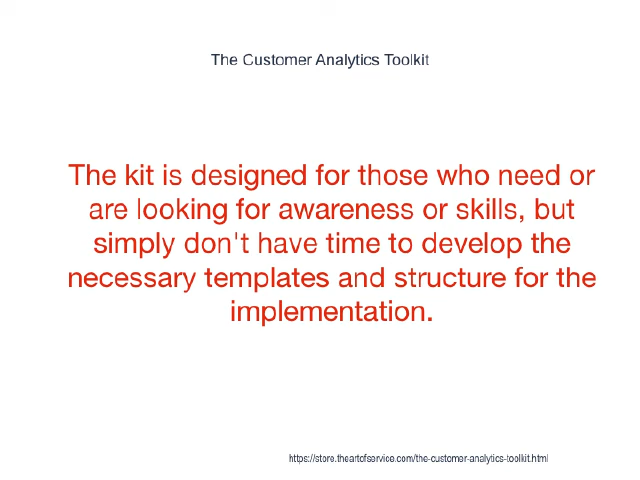 The Customer Analytics Toolkit
The kit is designed for those who need or
are looking for awareness or skills, but
simply don't have time to develop the
necessary templates and structure for the
implementation.
https://store.theartofservice.com/the-customer-analytics-toolkit.html